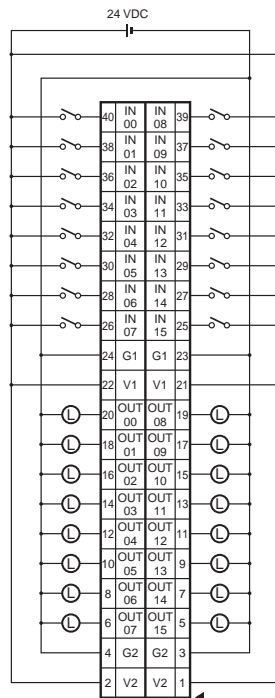 24 VDC
40 IN 00 IN 08 39
38 IN 01 IN 09 37
36 IN 02 IN 10 35
34 IN 03 IN 11 33
32 IN 04 IN 12 31
30 IN 05 IN 13 29
28 IN 06 IN 14 27
26 IN 07 IN 15 25
24 G1 G1 23
22 V1 V1 21
L 20 OUT 00 OUT 08 19 L
L 18 OUT 01 OUT 09 17 L
L 16 OUT 02 OUT 10 15 L
L 14 OUT 03 OUT 11 13 L
L 12 OUT 04 OUT 12 11 L
L 10 OUT 05 OUT 13 9 L
L 8 OUT 06 OUT 14 7 L
L 6 OUT 07 OUT 15 5 L
4 G2 G2 3
2 V2 V2 1